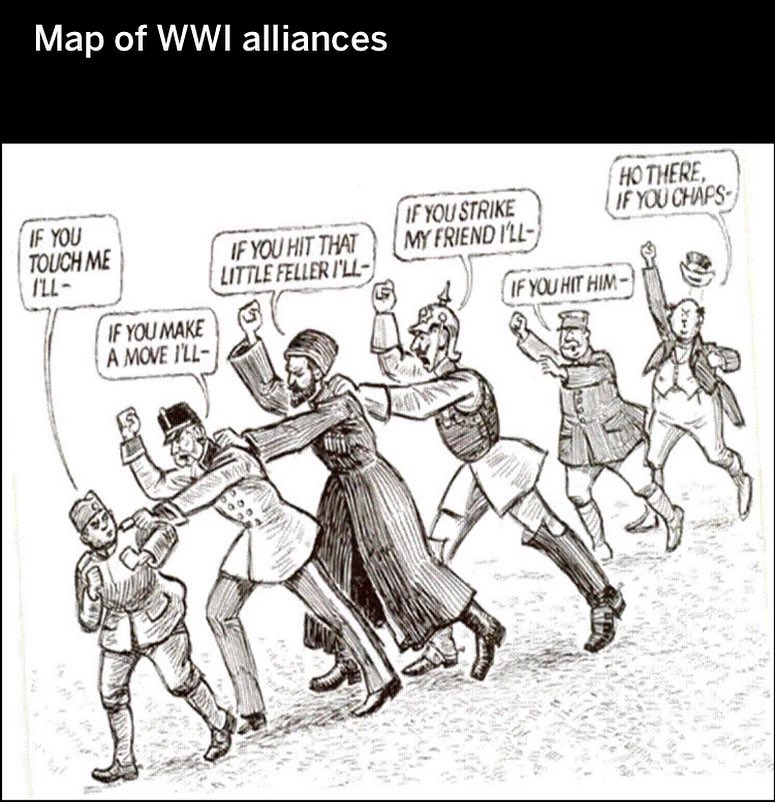 Map of WWI alliances
IF YOU
TOUCH ME
I'LL-
IF YOU MAKE
A MOVE I'LL-
IF YOU HIT THAT
LITTLE FELLER I'LL-
IF YOU STRIKE
MY FRIEND I'LL-
IF YOU HIT HIM-
HO THERE,
IF YOU CHAPS-